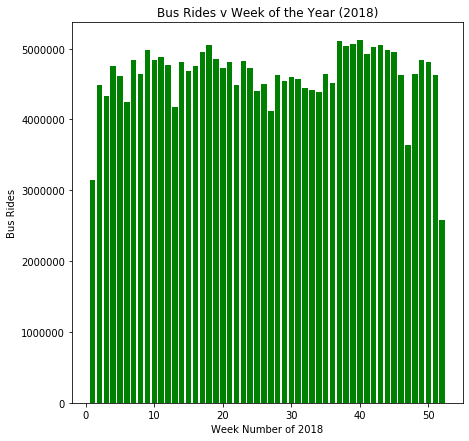 Bus Rides v Week of the Year (2018)
Bus Rides
5000000
4000000
3000000
2000000
1000000
0
0 10 20 30 40 50
Week Number of 2018